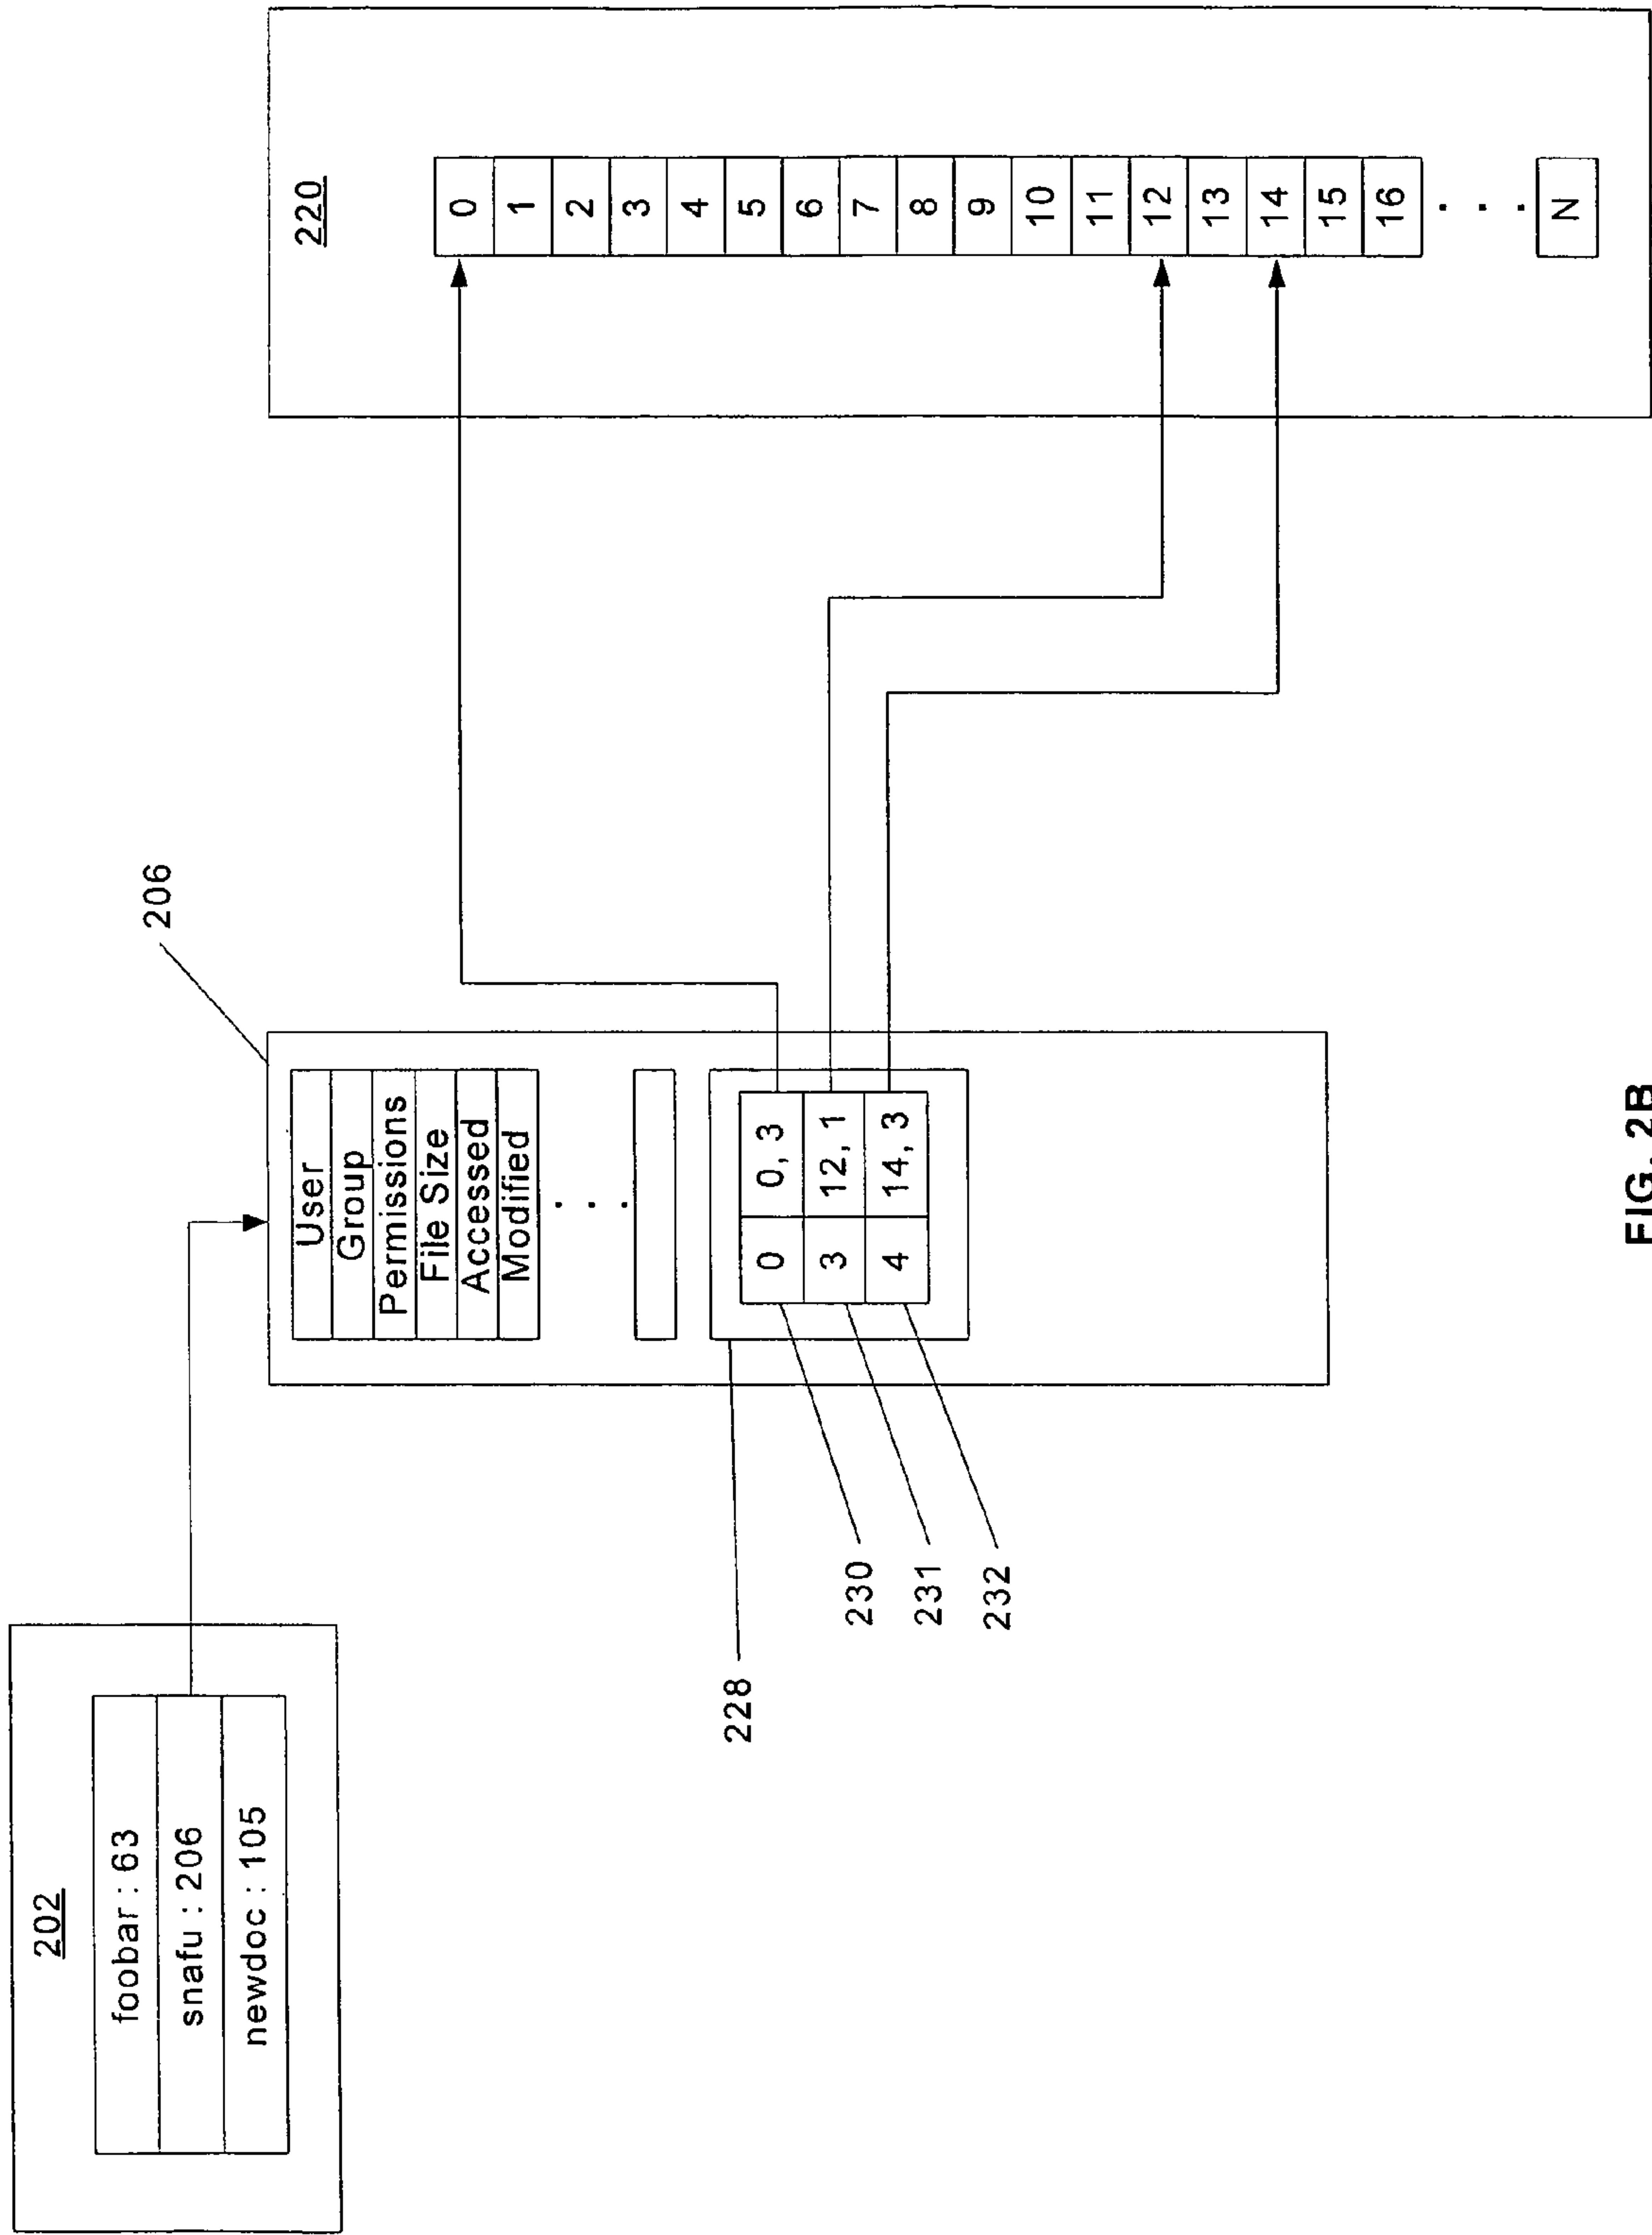 202
foobar : 63
snafu : 206
newdoc : 105
206
User
Group
Permissions
File Size
Accessed
Modified
. . .
228
0 0, 3
3 12, 1
4 14, 3
230
231
232
220
0
1
2
3
4
5
6
7
8
9
10
11
12
13
14
15
16
. . .
N
FIG. 2B